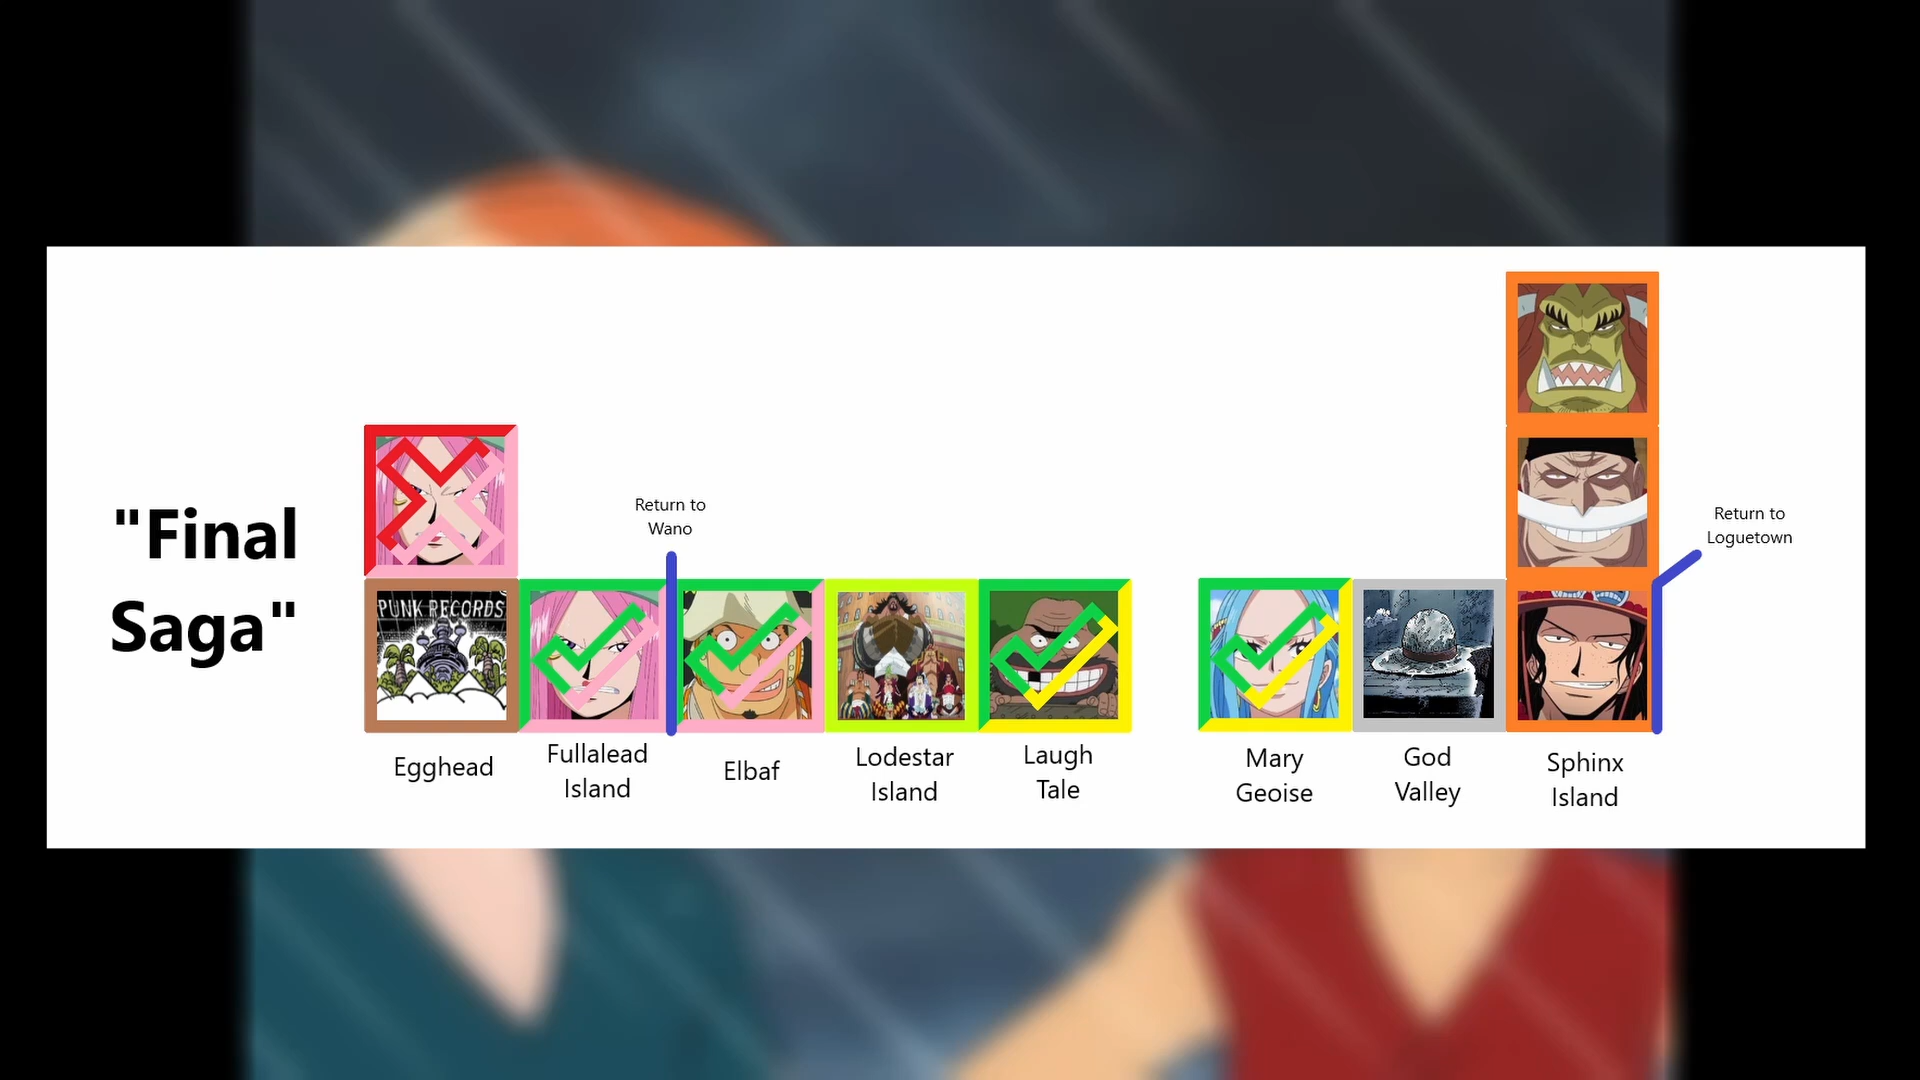 "Final
Saga"
Return to
Wano
Return to
Loguetown
PUNK RECORDS
Egghead
Fullalead
Island
Elbaf
Lodestar
Island
Laugh
Tale
Mary
Geoise
God
Valley
Sphinx
Island